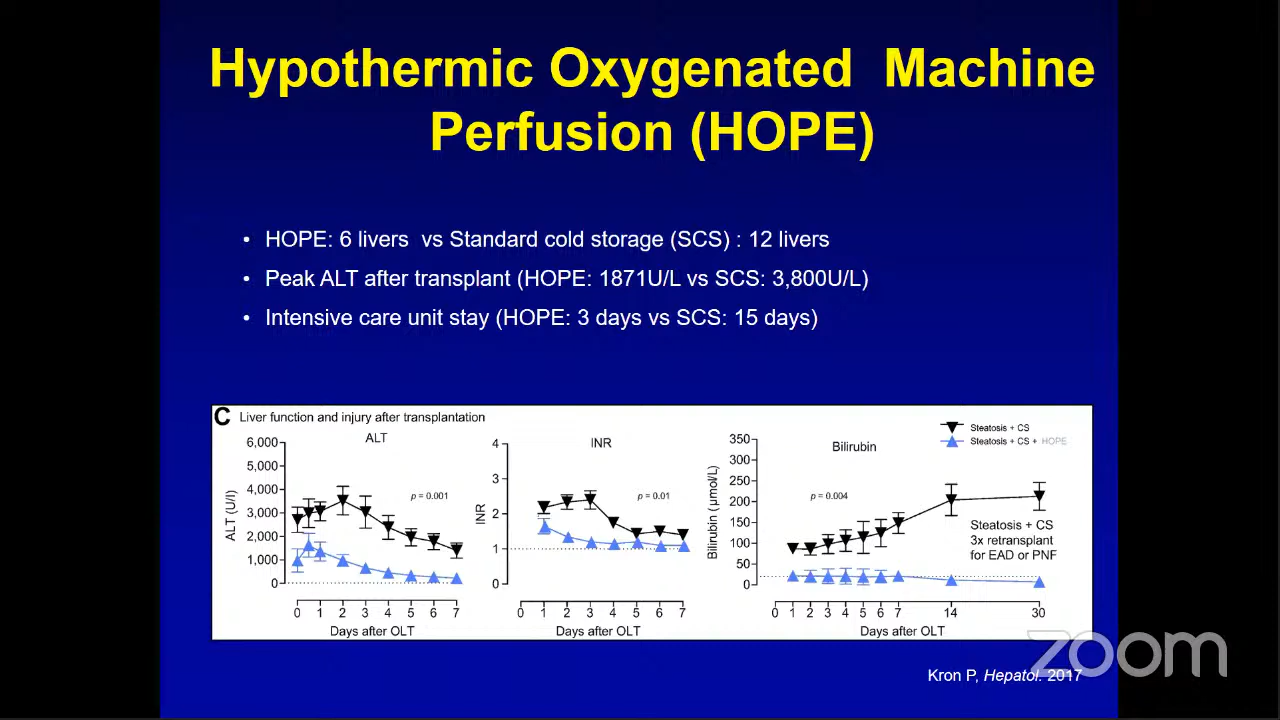 Hypothermic Oxygenated Machine
Perfusion (HOPE)
• HOPE: 6 livers vs Standard cold storage (SCS) : 12 livers
• Peak ALT after transplant (HOPE: 1871U/L vs SCS: 3,800U/L)
• Intensive care unit stay (HOPE: 3 days vs SCS: 15 days)
C Liver function and injury after transplantation
ALT
6,000
5,000
4,000
3,000
2,000
1,000
0
ALT (U/l)
p = 0.001
0 1 2 3 4 5 6 7
Days after OLT
INR
4
3
2
1
0
INR
p = 0.01
0 1 2 3 4 5 6 7
Days after OLT
Bilirubin
350
300
250
200
150
100
50
0
Bilirubin (μmol/L)
p = 0.004
Steatosis + CS
Steatosis + CS + HOPE
Steatosis + CS
3x retransplant
for EAD or PNF
0 1 2 3 4 5 6 7 14 30
Days after OLT
Kron P, Hepatol. 2017
zoom